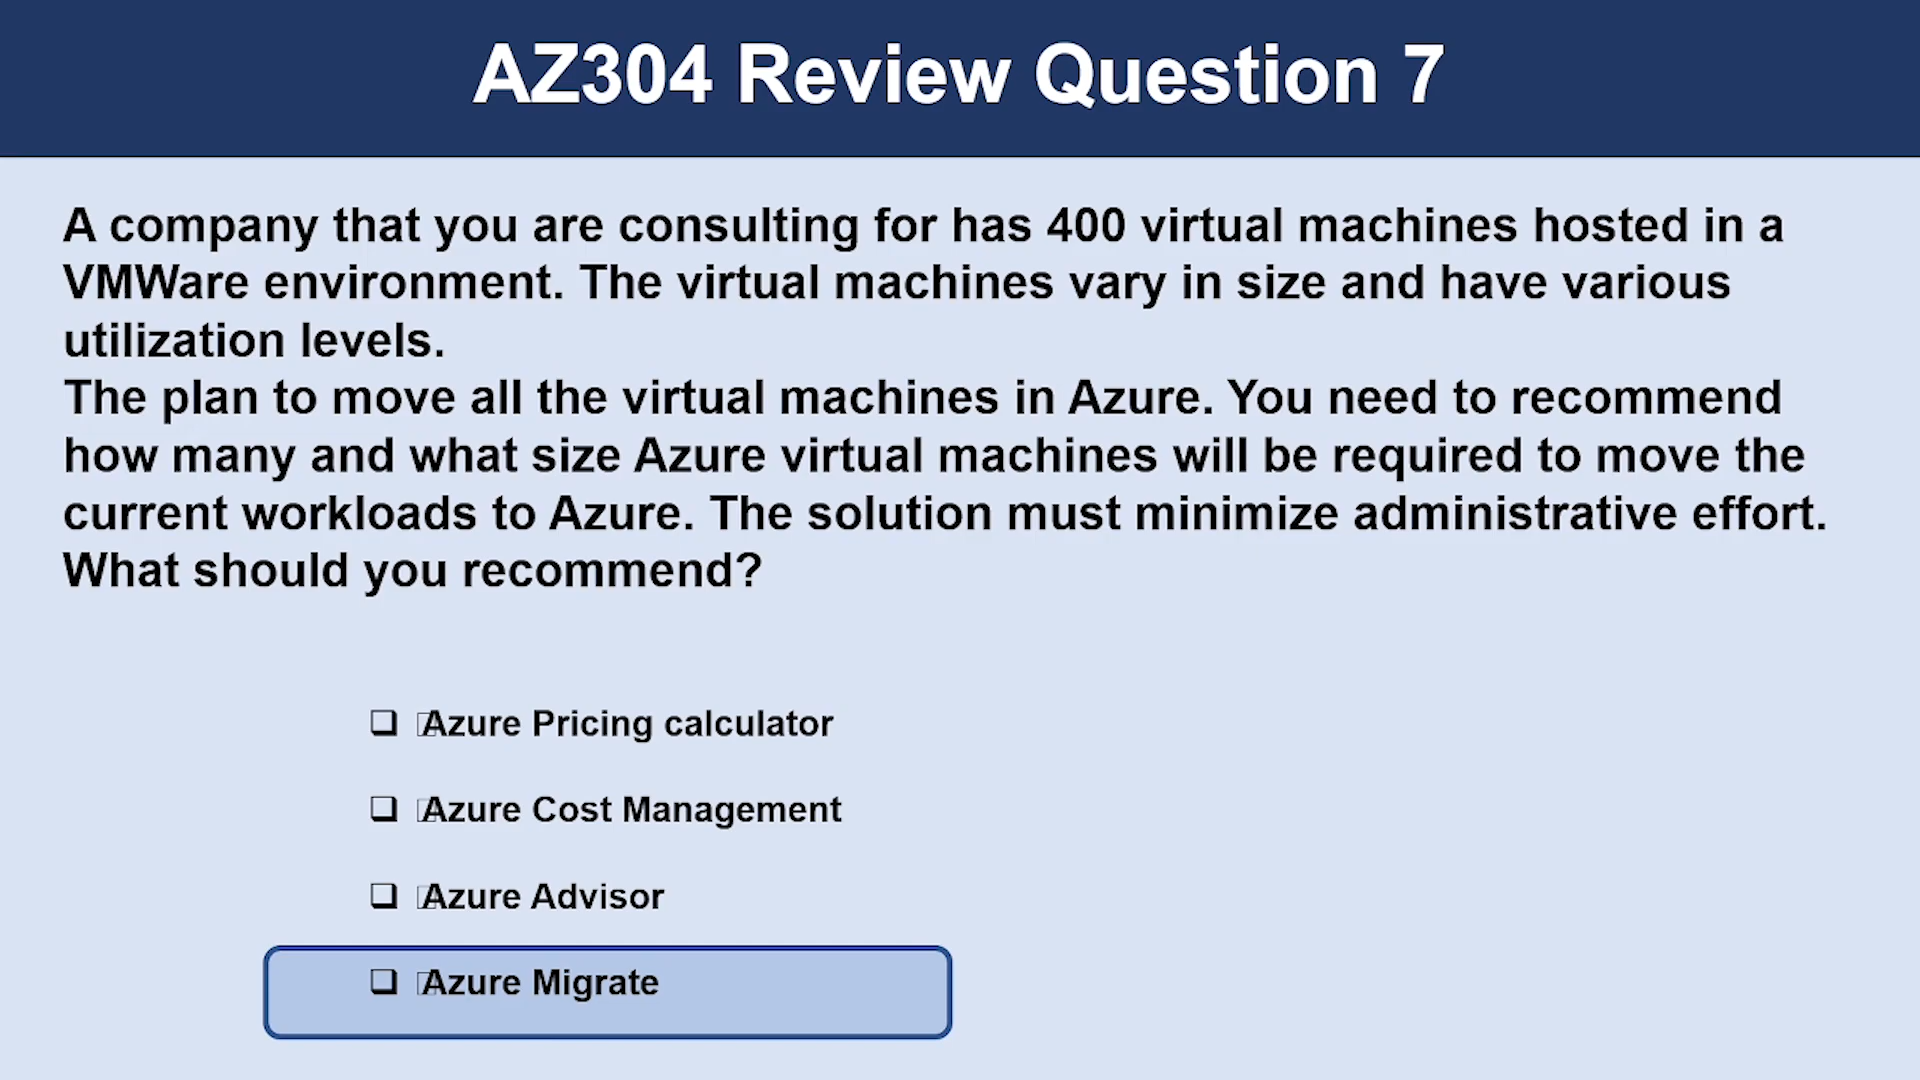 AZ304 Review Question 7
A company that you are consulting for has 400 virtual machines hosted in a
VMWare environment. The virtual machines vary in size and have various
utilization levels.
The plan to move all the virtual machines in Azure. You need to recommend
how many and what size Azure virtual machines will be required to move the
current workloads to Azure. The solution must minimize administrative effort.
What should you recommend?
❑ Azure Pricing calculator
❑ Azure Cost Management
❑ Azure Advisor
❑ Azure Migrate